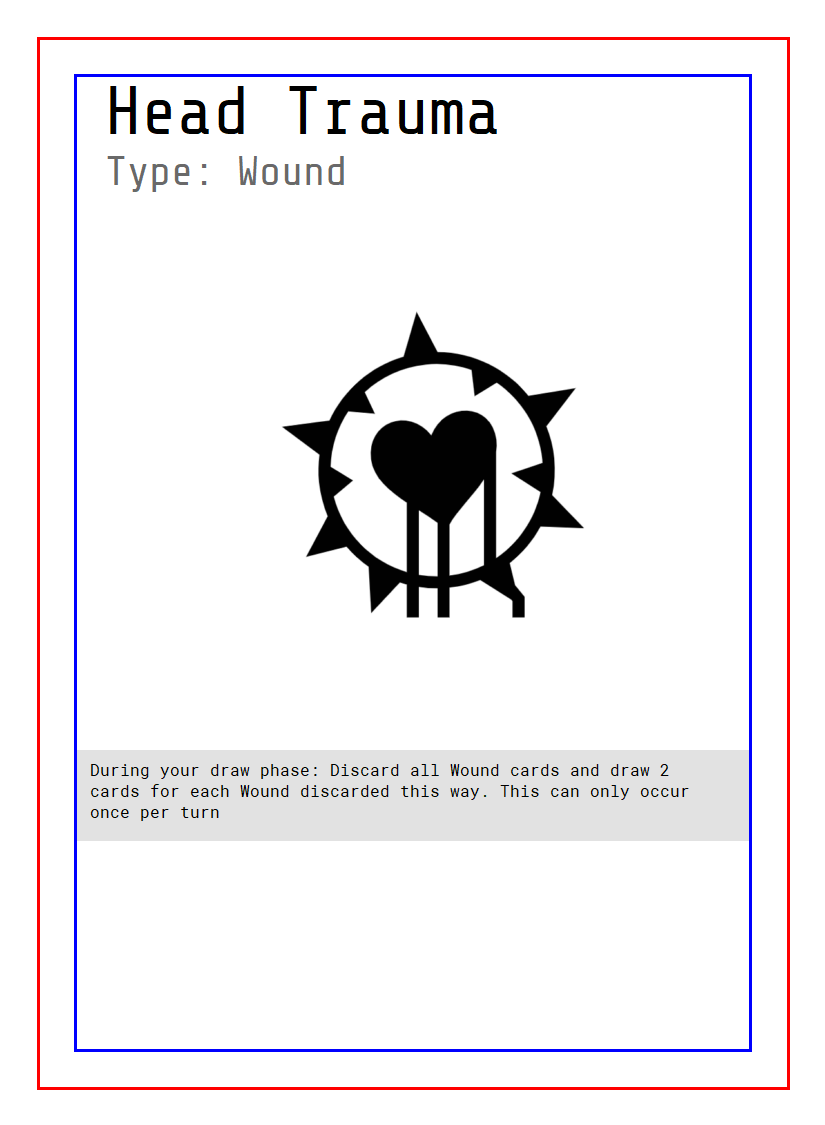 Head Trauma
Type: Wound
During your draw phase: Discard all Wound cards and draw 2
cards for each Wound discarded this way. This can only occur
once per turn